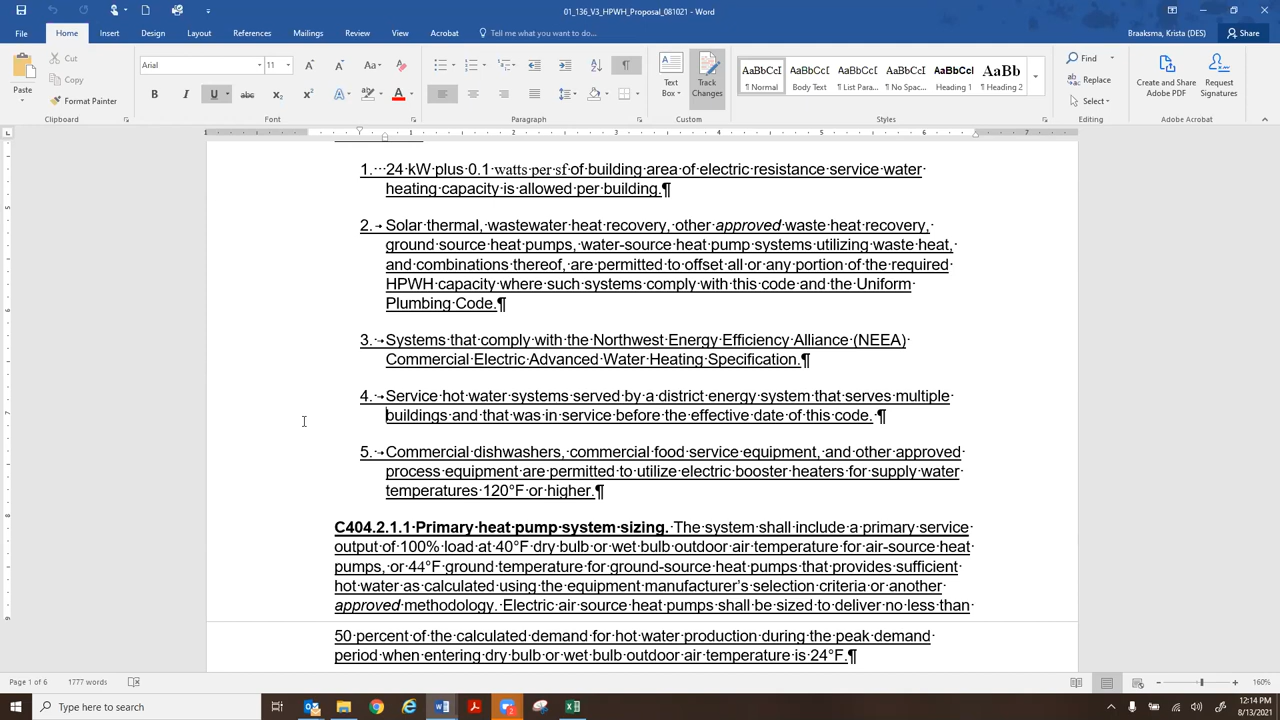 01_136_V3_HPWH_Proposal_081021 - Word
Braaksma, Krista (DES)
File Home Insert Design Layout References Mailings Review View Acrobat Tell me what you want to do... Share
Paste
Cut
Copy
Format Painter
Clipboard
Arial 11
Font
Paragraph
Text Box
Track Changes
Custom
AaBbCcI ¶ Normal
AaBbCcI Body Text
AaBbCcI ¶ List Para...
AaBbCcI ¶ No Spac...
AaBbCcI Heading 1
AaBb ¶ Heading 2
Styles
Find
Replace
Select
Editing
Create and Share Adobe PDF
Request Signatures
Adobe Acrobat
1. 24 kW plus 0.1 watts per sf of building area of electric resistance service water
heating capacity is allowed per building.¶
2. Solar thermal, wastewater heat recovery, other approved waste heat recovery,
ground source heat pumps, water-source heat pump systems utilizing waste heat,
and combinations thereof, are permitted to offset all or any portion of the required
HPWH capacity where such systems comply with this code and the Uniform
Plumbing Code.¶
3. Systems that comply with the Northwest Energy Efficiency Alliance (NEEA)
Commercial Electric Advanced Water Heating Specification.¶
4. Service hot water systems served by a district energy system that serves multiple
buildings and that was in service before the effective date of this code. ¶
5. Commercial dishwashers, commercial food service equipment, and other approved
process equipment are permitted to utilize electric booster heaters for supply water
temperatures 120°F or higher.¶
C404.2.1.1 Primary heat pump system sizing. The system shall include a primary service
output of 100% load at 40°F dry bulb or wet bulb outdoor air temperature for air-source heat
pumps, or 44°F ground temperature for ground-source heat pumps that provides sufficient
hot water as calculated using the equipment manufacturer's selection criteria or another
approved methodology. Electric air source heat pumps shall be sized to deliver no less than
50 percent of the calculated demand for hot water production during the peak demand
period when entering dry bulb or wet bulb outdoor air temperature is 24°F.¶
Page 1 of 6 1777 words 160%
Type here to search
12:14 PM
8/13/2021